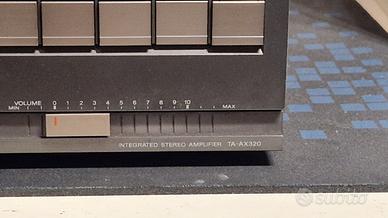 VOLUME 0 1 2 3 4 5 6 7 8 9 10
MIN MAX
INTEGRATED STEREO AMPLIFIER TA-AX320
subito